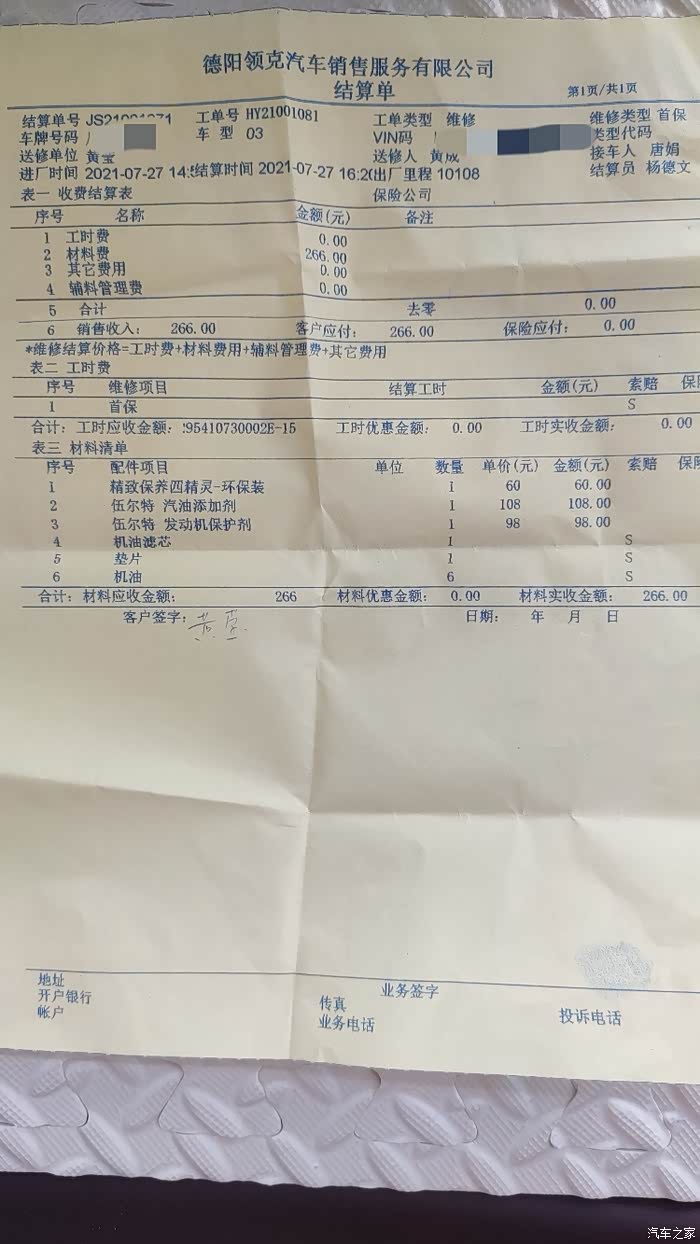 德阳领克汽车销售服务有限公司
结算单
第1页/共1页
结算单号 工单号 HY21001081 工单类型 维修 维修类型 首保
车牌号码 车 型 03 VIN码 类型代码
送修单位 黄 送修人 黄成 接车人 唐娟
进厂时间 2021-07-27 14:5 结算时间 2021-07-27 16:20 出厂里程 10108 结算员 杨德文
表一 收费结算表 保险公司
序号 名称 金额(元) 备注
1 工时费 0.00
2 材料费 266.00
3 其它费用 0.00
4 辅料管理费 0.00
5 合计 去零 0.00
6 销售收入: 266.00 客户应付: 266.00 保险应付: 0.00
*维修结算价格=工时费+材料费用+辅料管理费+其它费用
表二 工时费
序号 维修项目 结算工时 金额(元) 索赔 保
1 首保 S
合计: 工时应收金额: :95410730002E-15 工时优惠金额: 0.00 工时实收金额: 0.00
表三 材料清单
序号 配件项目 单位 数量 单价(元) 金额(元) 索赔 保
1 精致保养四精灵-环保装 1 60 60.00
2 伍尔特 汽油添加剂 1 108 108.00
3 伍尔特 发动机保护剂 1 98 98.00
4 机油滤芯 1 S
5 垫片 1 S
6 机油 6 S
合计: 材料应收金额: 266 材料优惠金额: 0.00 材料实收金额: 266.00
客户签字: 黄 日期: 年 月 日
地址 业务签字
开户银行 传真 投诉电话
帐户 业务电话
汽车之家